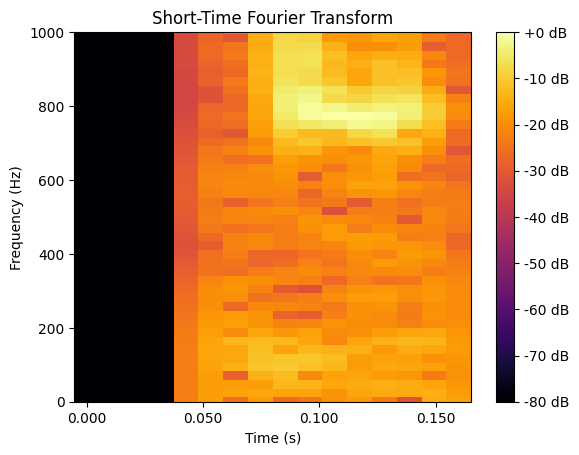 Short-Time Fourier Transform
1000
800
600
400
200
0
Frequency (Hz)
0.000
0.050
0.100
0.150
Time (s)
+0 dB
-10 dB
-20 dB
-30 dB
-40 dB
-50 dB
-60 dB
-70 dB
-80 dB